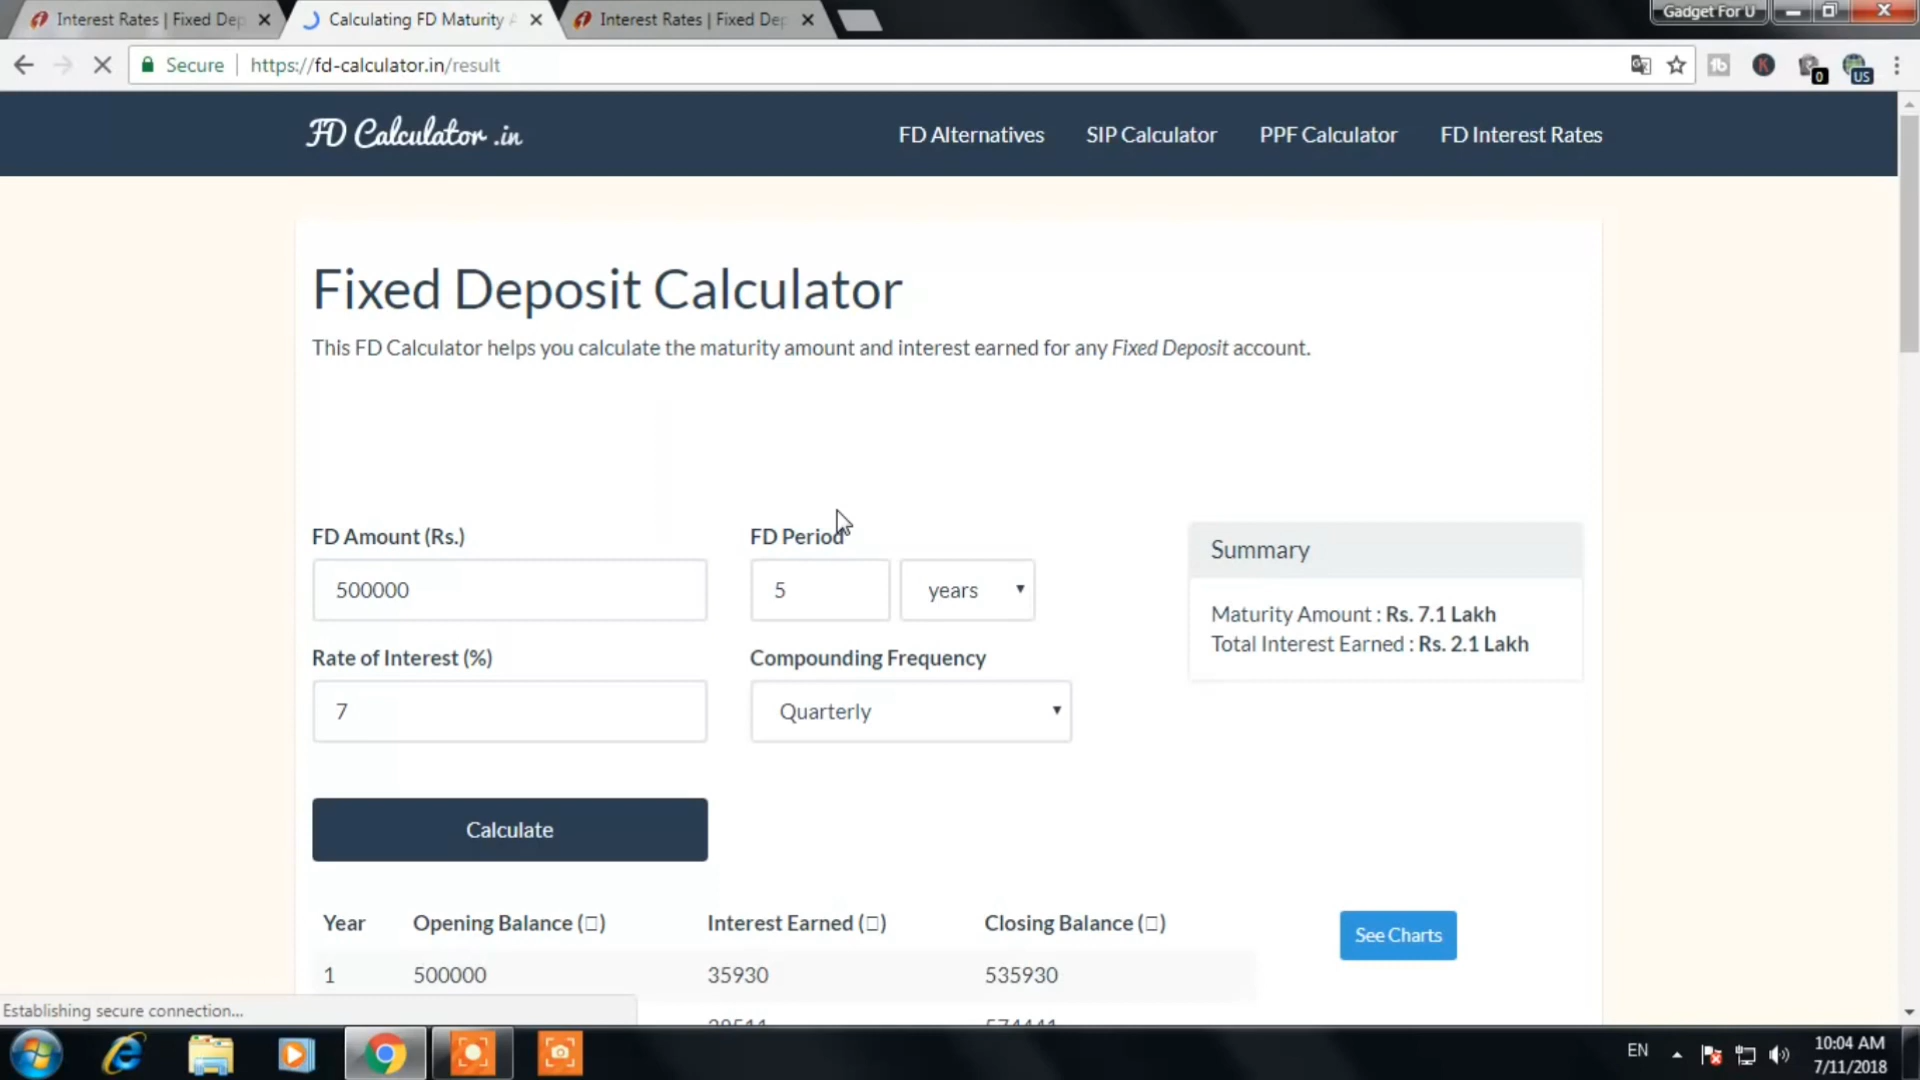 Interest Rates | Fixed Dep
Calculating FD Maturity A
Interest Rates | Fixed Dep
Gadget For U
Secure
https://fd-calculator.in/result
0
US
FD Calculator .in
FD Alternatives
SIP Calculator
PPF Calculator
FD Interest Rates
Fixed Deposit Calculator
This FD Calculator helps you calculate the maturity amount and interest earned for any Fixed Deposit account.
FD Amount (Rs.)
FD Period
Summary
500000
5
years
Maturity Amount : Rs. 7.1 Lakh
Total Interest Earned : Rs. 2.1 Lakh
Rate of Interest (%)
Compounding Frequency
7
Quarterly
Calculate
Year
Opening Balance (▯)
Interest Earned (▯)
Closing Balance (▯)
See Charts
1
500000
35930
535930
38511
574441
Establishing secure connection...
EN
10:04 AM
7/11/2018